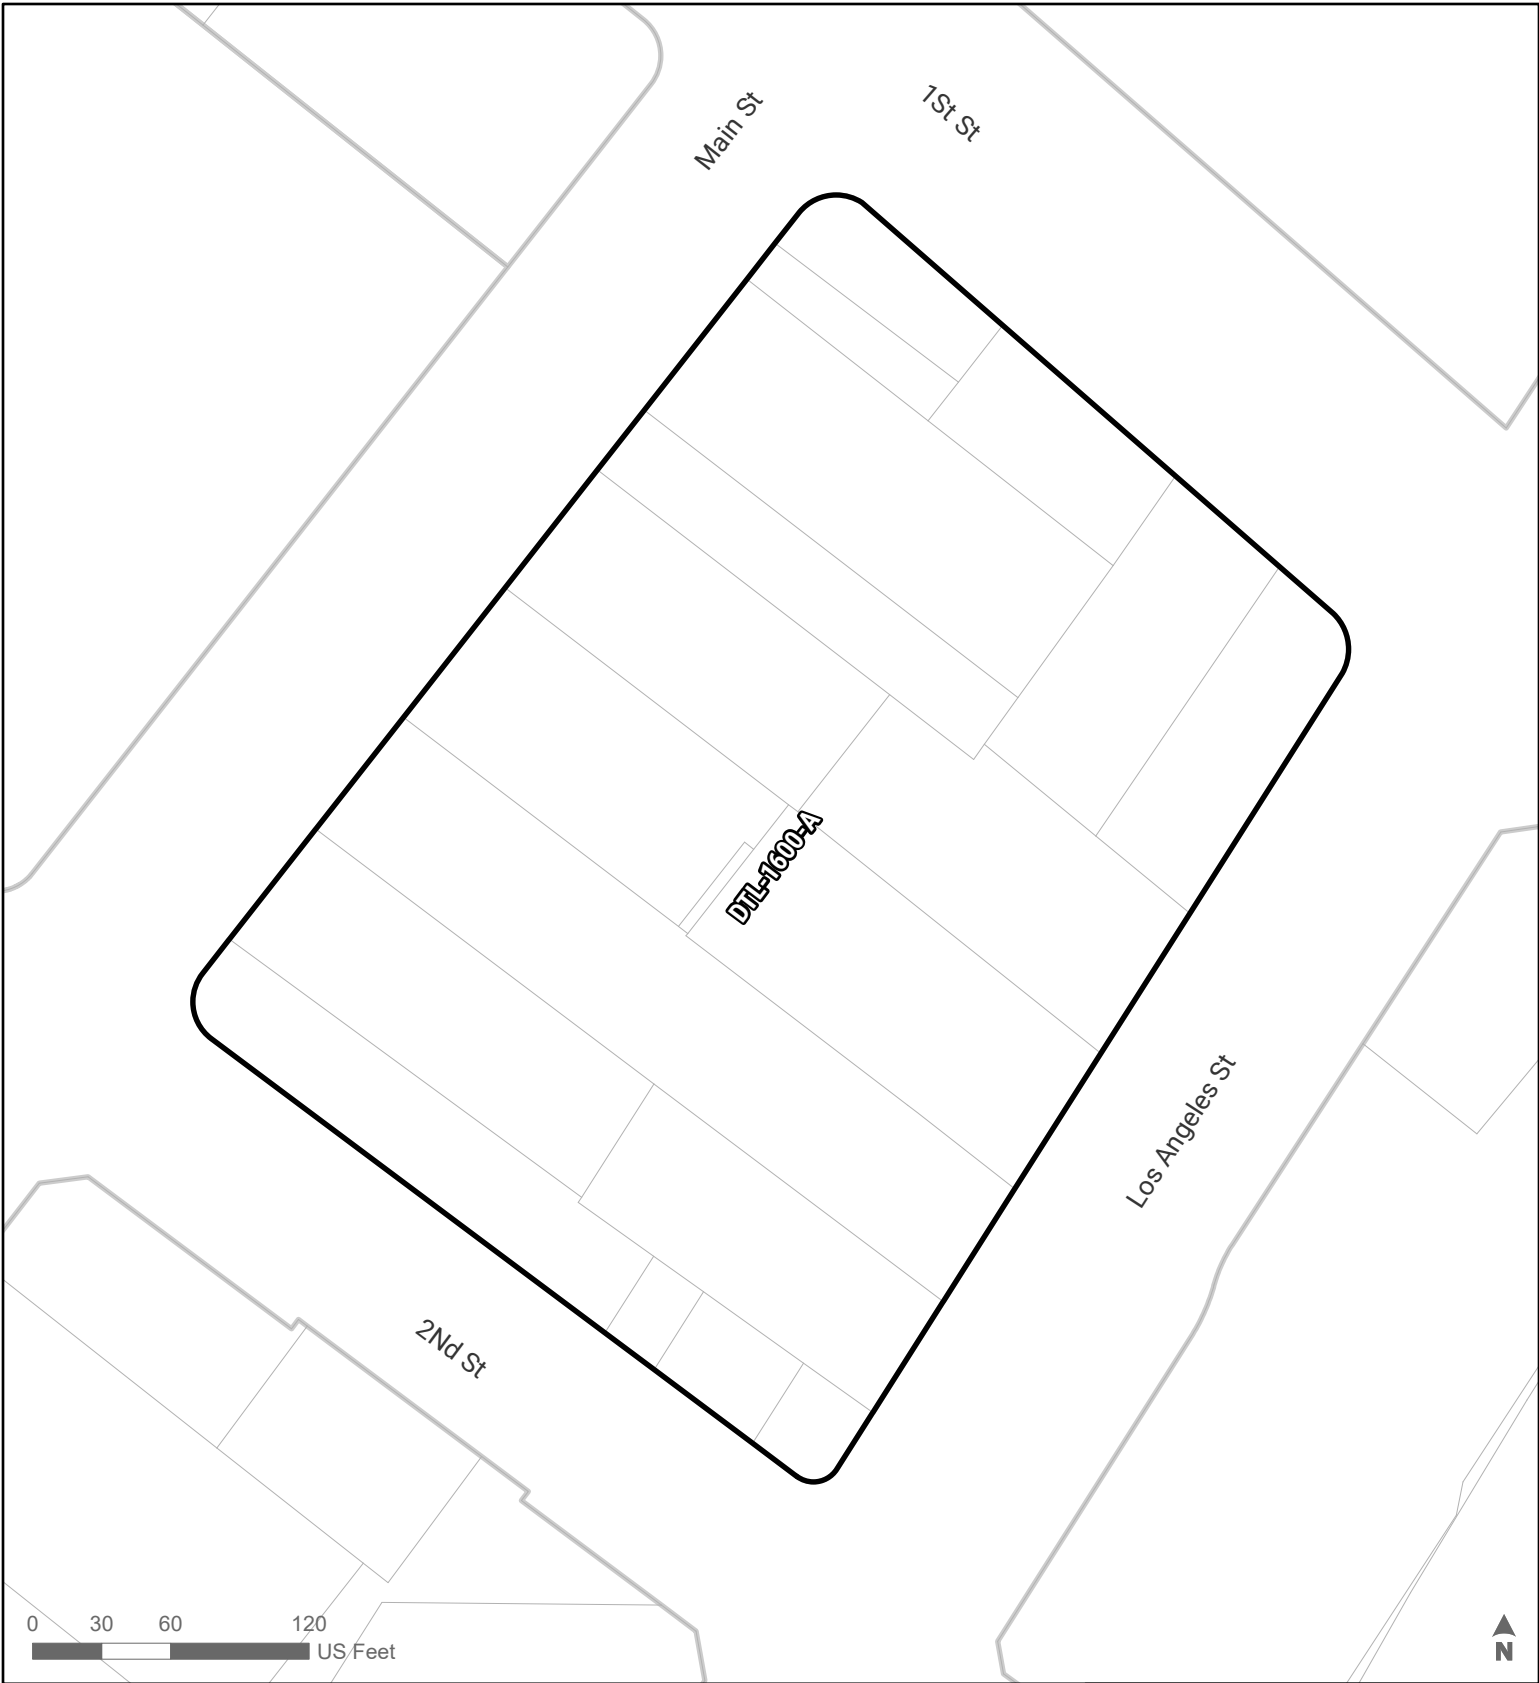 Main St
1St St
DTL-1600-A
Los Angeles St
2Nd St
0 30 60 120
US Feet
N